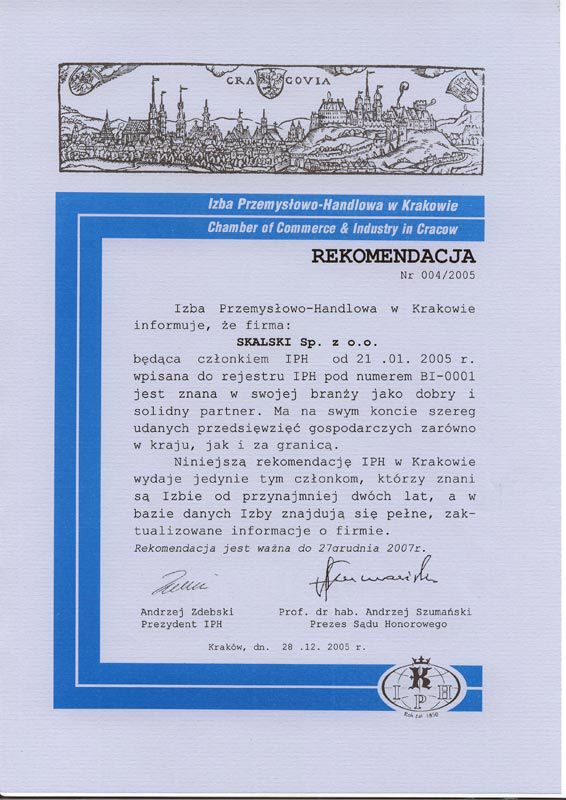 CRACOVIA
Izba Przemysłowo-Handlowa w Krakowie
Chamber of Commerce & Industry in Cracow
REKOMENDACJA
Nr 004/2005
Izba Przemysłowo-Handlowa w Krakowie
informuje, że firma:
SKALSKI Sp. z o.o.
będąca członkiem IPH od 21 .01. 2005 r.
wpisana do rejestru IPH pod numerem BI-0001
jest znana w swojej branży jako dobry i
solidny partner. Ma na swym koncie szereg
udanych przedsięwzięć gospodarczych zarówno
w kraju, jak i za granicą.
Niniejszą rekomendację IPH w Krakowie
wydaje jedynie tym członkom, którzy znani
są Izbie od przynajmniej dwóch lat, a w
bazie danych Izby znajdują się pełne, zak-
tualizowane informacje o firmie.
Rekomendacja jest ważna do 27grudnia 2007r.
Andrzej Zdebski Prof. dr hab. Andrzej Szumański
Prezydent IPH Prezes Sądu Honorowego
Kraków, dn. 28 .12. 2005 r.
K
I P H
Rok zał. 1850